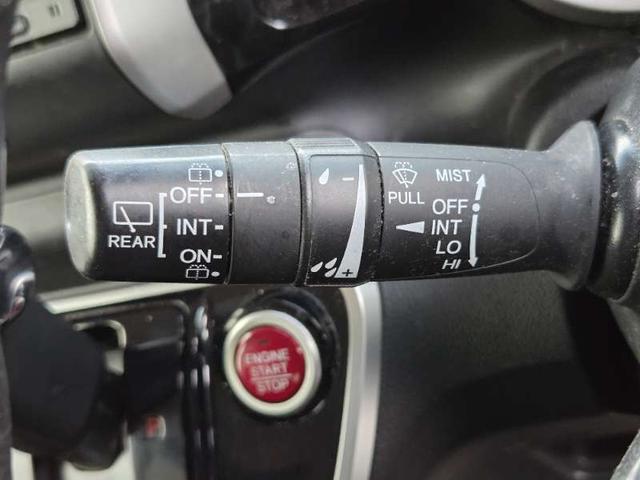 REAR
OFF
INT
ON
−
+
PULL
MIST
OFF
INT
LO
HI
ENGINE
START
STOP